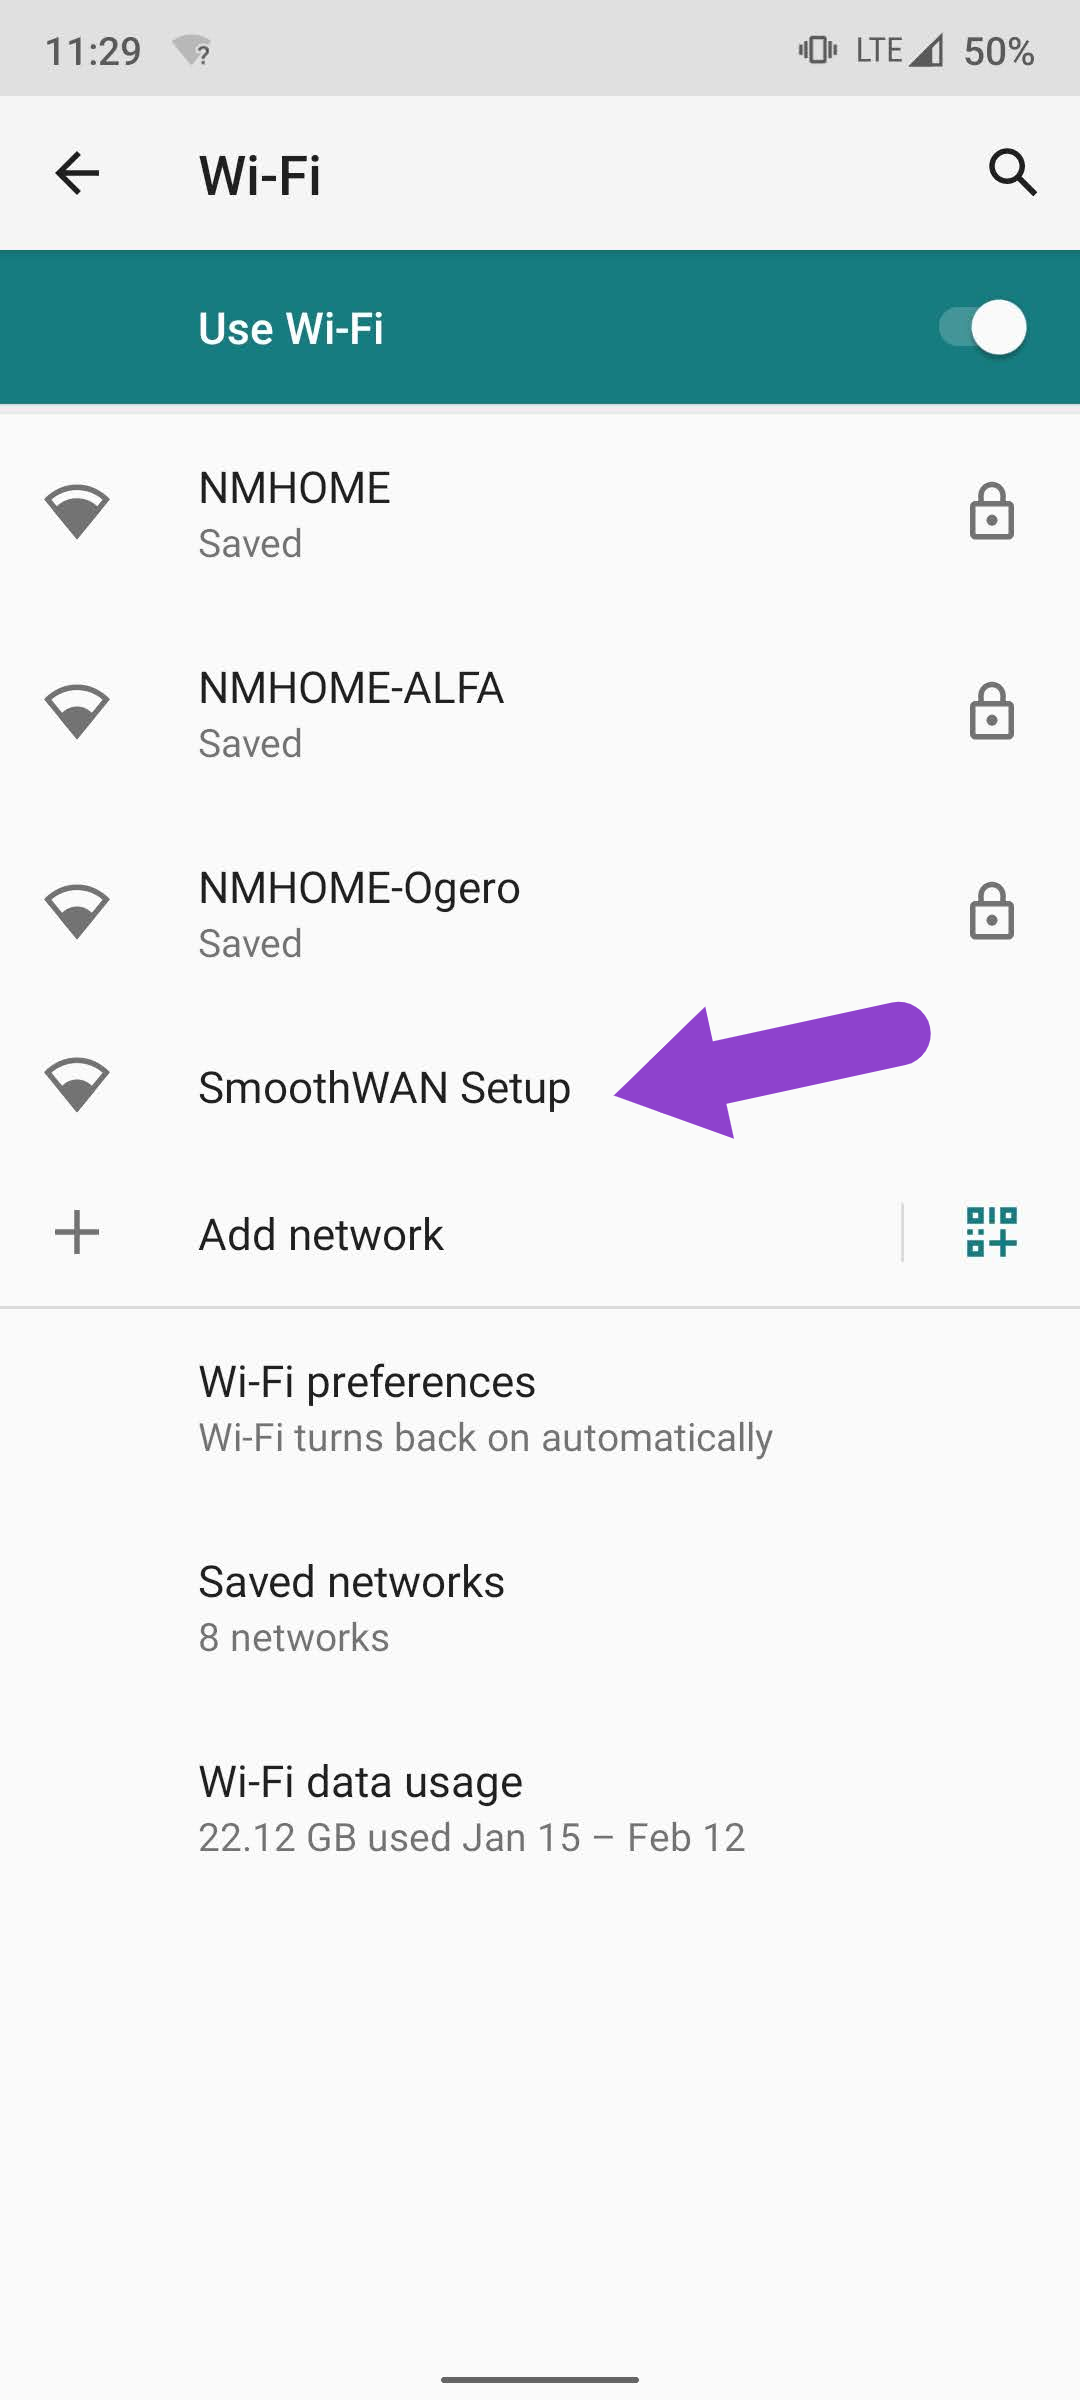 11:29 ? LTE 50%
Wi-Fi
Use Wi-Fi
NMHOME
Saved
NMHOME-ALFA
Saved
NMHOME-Ogero
Saved
SmoothWAN Setup
Add network
Wi-Fi preferences
Wi-Fi turns back on automatically
Saved networks
8 networks
Wi-Fi data usage
22.12 GB used Jan 15 – Feb 12